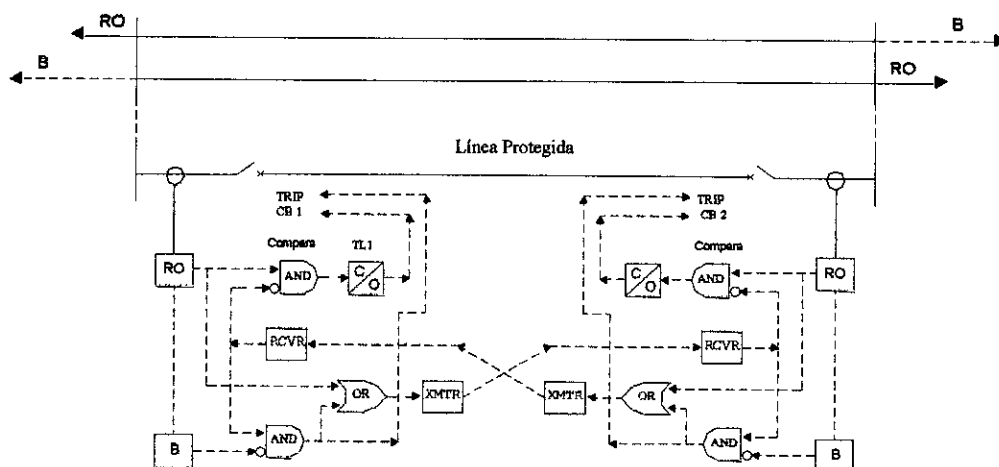 RO
B
B
RO
Línea Protegida
TRIP
CB 1
TRIP
CB 2
Compara
TL1
Compara
RO
AND
C/O
C/O
AND
RO
RCVR
RCVR
OR
XMTR
XMTR
OR
B
AND
AND
B